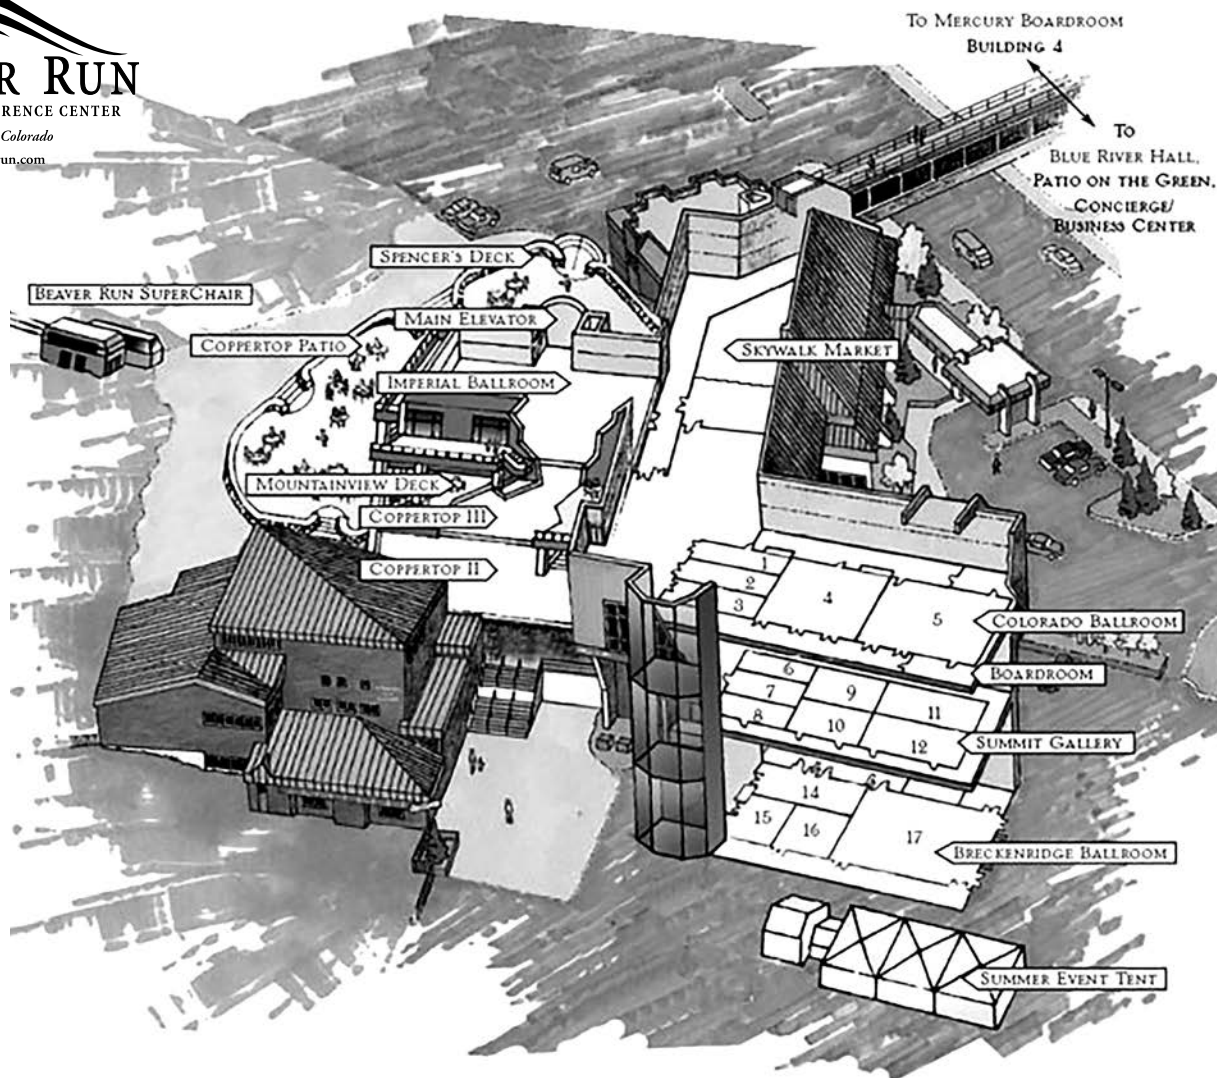 R RUN
RENCE CENTER
Colorado
un.com
TO MERCURY BOARDROOM
BUILDING 4
TO
BLUE RIVER HALL,
PATIO ON THE GREEN,
CONCIERGE/
BUSINESS CENTER
SPENCER'S DECK
BEAVER RUN SUPERCHAIR
MAIN ELEVATOR
COPPERTOP PATIO
SKYWALK MARKET
IMPERIAL BALLROOM
MOUNTAINVIEW DECK
COPPERTOP III
COPPERTOP II
1
2
3
4
5
COLORADO BALLROOM
BOARDROOM
6
7
8
9
10
11
12
SUMMIT GALLERY
14
15
16
17
BRECKENRIDGE BALLROOM
SUMMER EVENT TENT